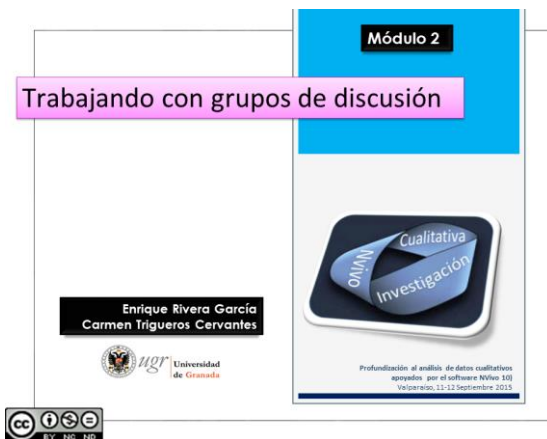 Módulo 2
Trabajando con grupos de discusión
Cualitativa
NVivo
Investigación
Enrique Rivera García
Carmen Trigueros Cervantes
ugr
Universidad
de Granada
Profundización al análisis de datos cualitativos
apoyados por el software NVivo 10)
Valparaíso, 11-12 Septiembre 2015
cc
BY NC ND